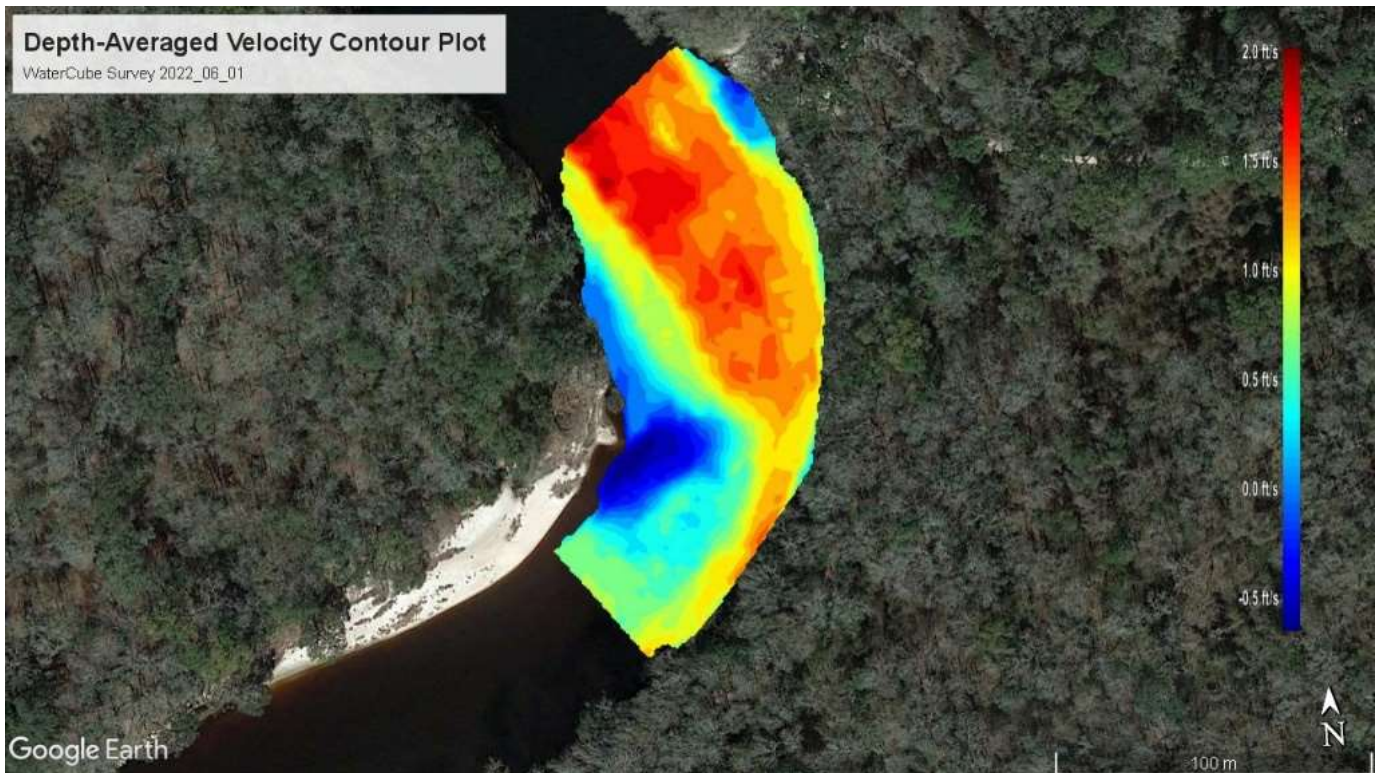 Depth-Averaged Velocity Contour Plot
WaterCube Survey 2022_06_01
2.0 ft/s
1.5 ft/s
1.0 ft/s
0.5 ft/s
0.0 ft/s
-0.5 ft/s
N
Google Earth
100 m